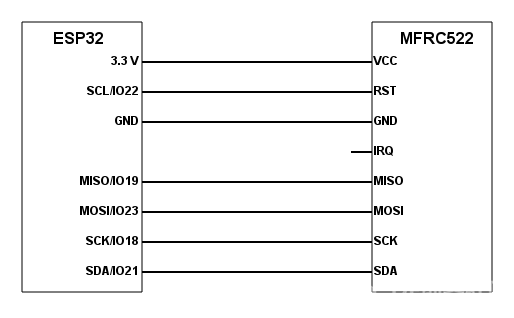 ESP32 MFRC522
3.3 V VCC
SCL/IO22 RST
GND GND
IRQ
MISO/IO19 MISO
MOSI/IO23 MOSI
SCK/IO18 SCK
SDA/IO21 SDA